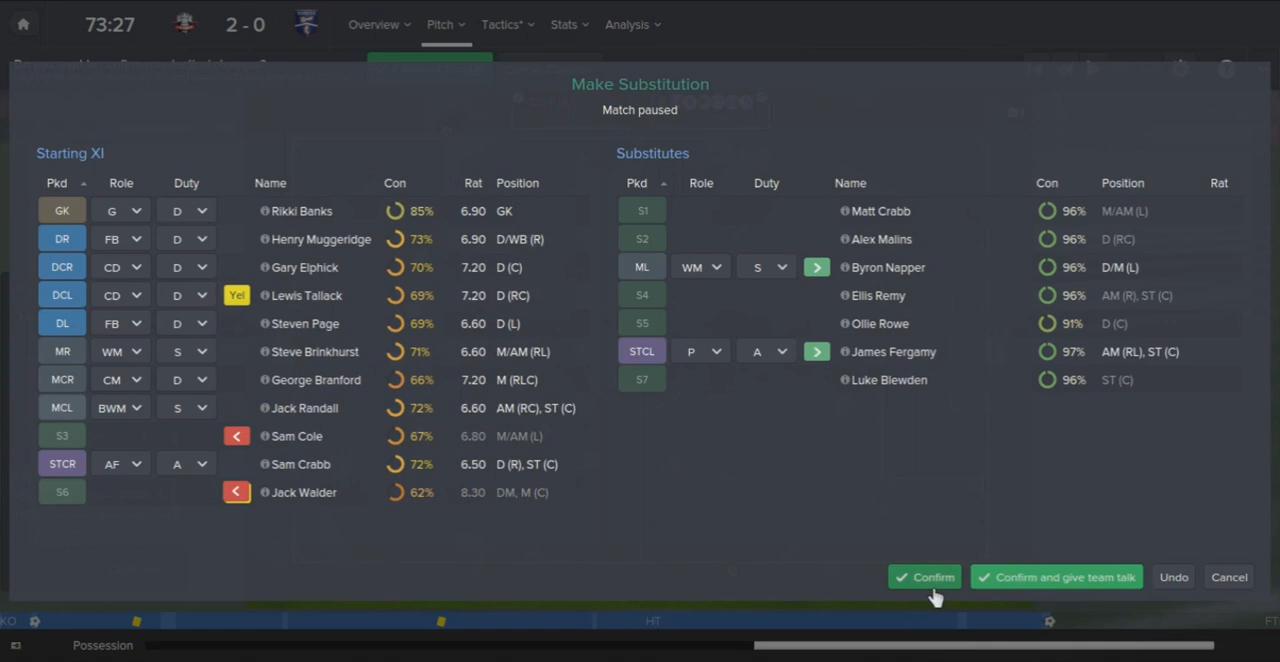 73:27 2 - 0 Overview Pitch Tactics* Stats Analysis
Make Substitution
Match paused
Starting XI
Pkd Role Duty Name Con Rat Position
GK G D Rikki Banks 85% 6.90 GK
DR FB D Henry Muggeridge 73% 6.90 D/WB (R)
DCR CD D Gary Elphick 70% 7.20 D (C)
DCL CD D Yel Lewis Tallack 69% 7.20 D (RC)
DL FB D Steven Page 69% 6.60 D (L)
MR WM S Steve Brinkhurst 71% 6.60 M/AM (RL)
MCR CM D George Branford 66% 7.20 M (RLC)
MCL BWM S Jack Randall 72% 6.60 AM (RC), ST (C)
S3 Sam Cole 67% 6.80 M/AM (L)
STCR AF A Sam Crabb 72% 6.50 D (R), ST (C)
S6 Jack Walder 62% 8.30 DM, M (C)
Substitutes
Pkd Role Duty Name Con Position Rat
S1 Matt Crabb 96% M/AM (L)
S2 Alex Malins 96% D (RC)
ML WM S Byron Napper 96% D/M (L)
S4 Ellis Remy 96% AM (R), ST (C)
S5 Ollie Rowe 91% D (C)
STCL P A James Fergamy 97% AM (RL), ST (C)
S7 Luke Blewden 96% ST (C)
Confirm Confirm and give team talk Undo Cancel
KO HT FT
Possession